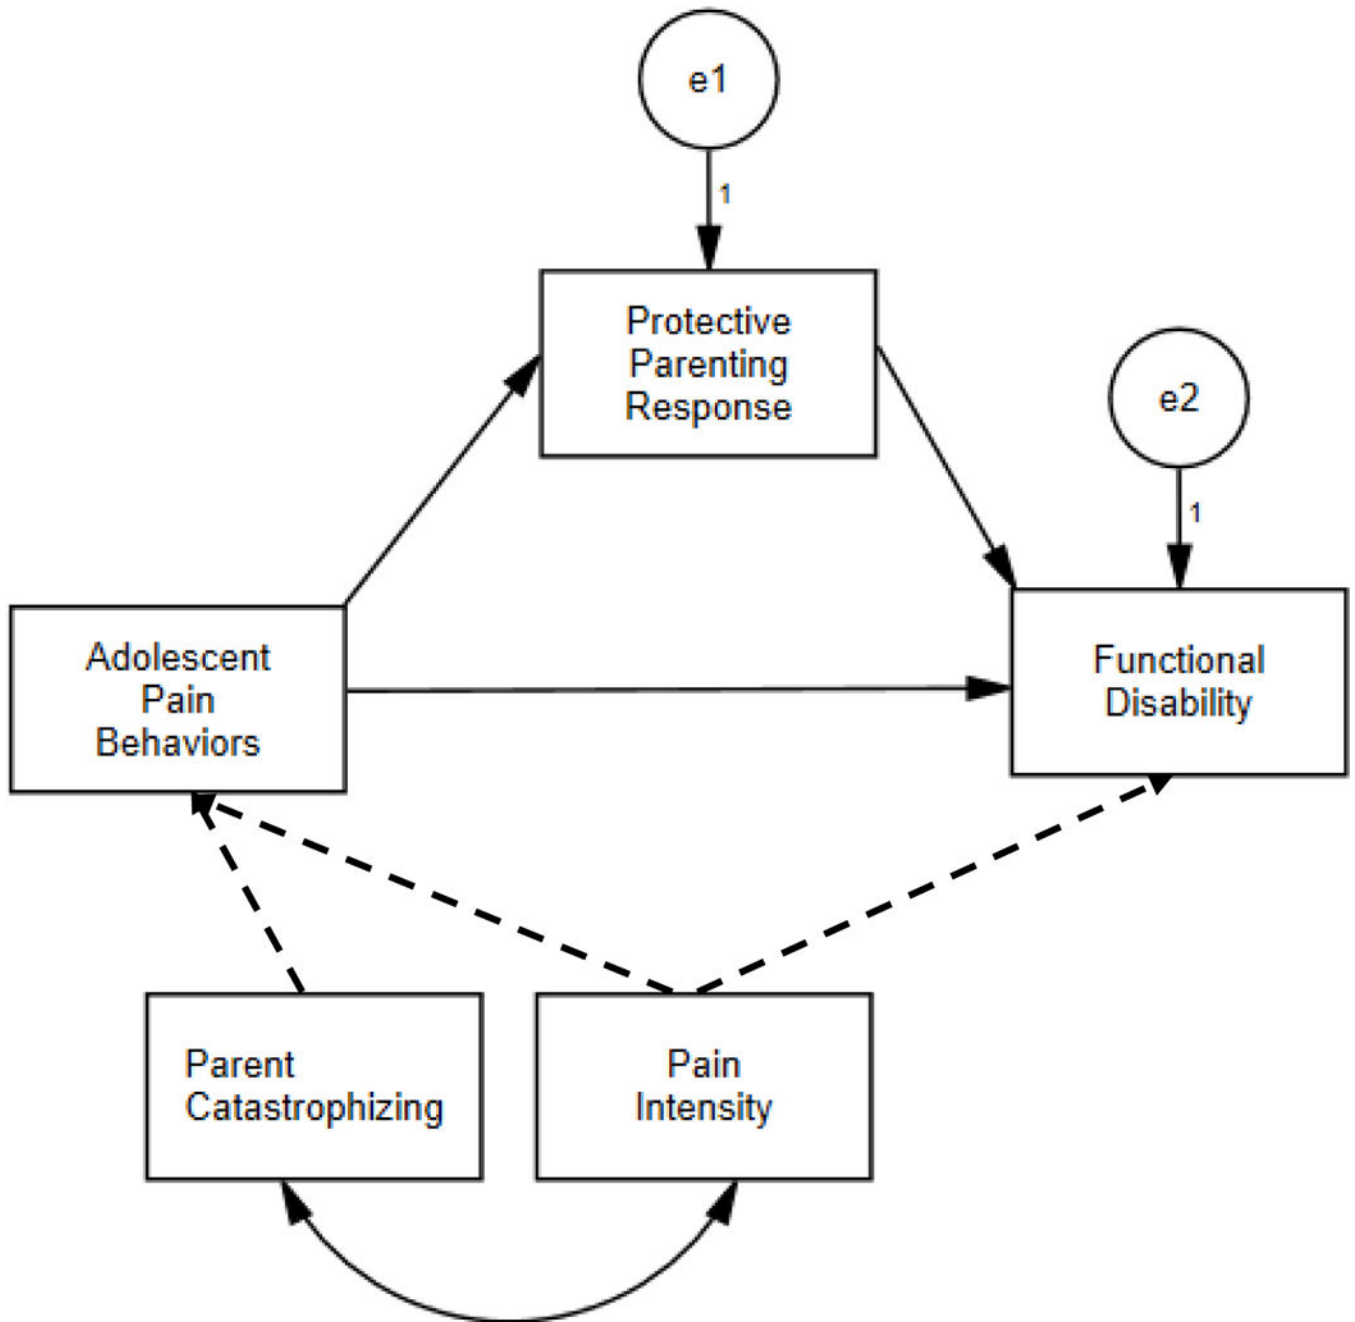 e1
1
Protective
Parenting
Response
e2
1
Adolescent
Pain
Behaviors
Functional
Disability
Parent
Catastrophizing
Pain
Intensity